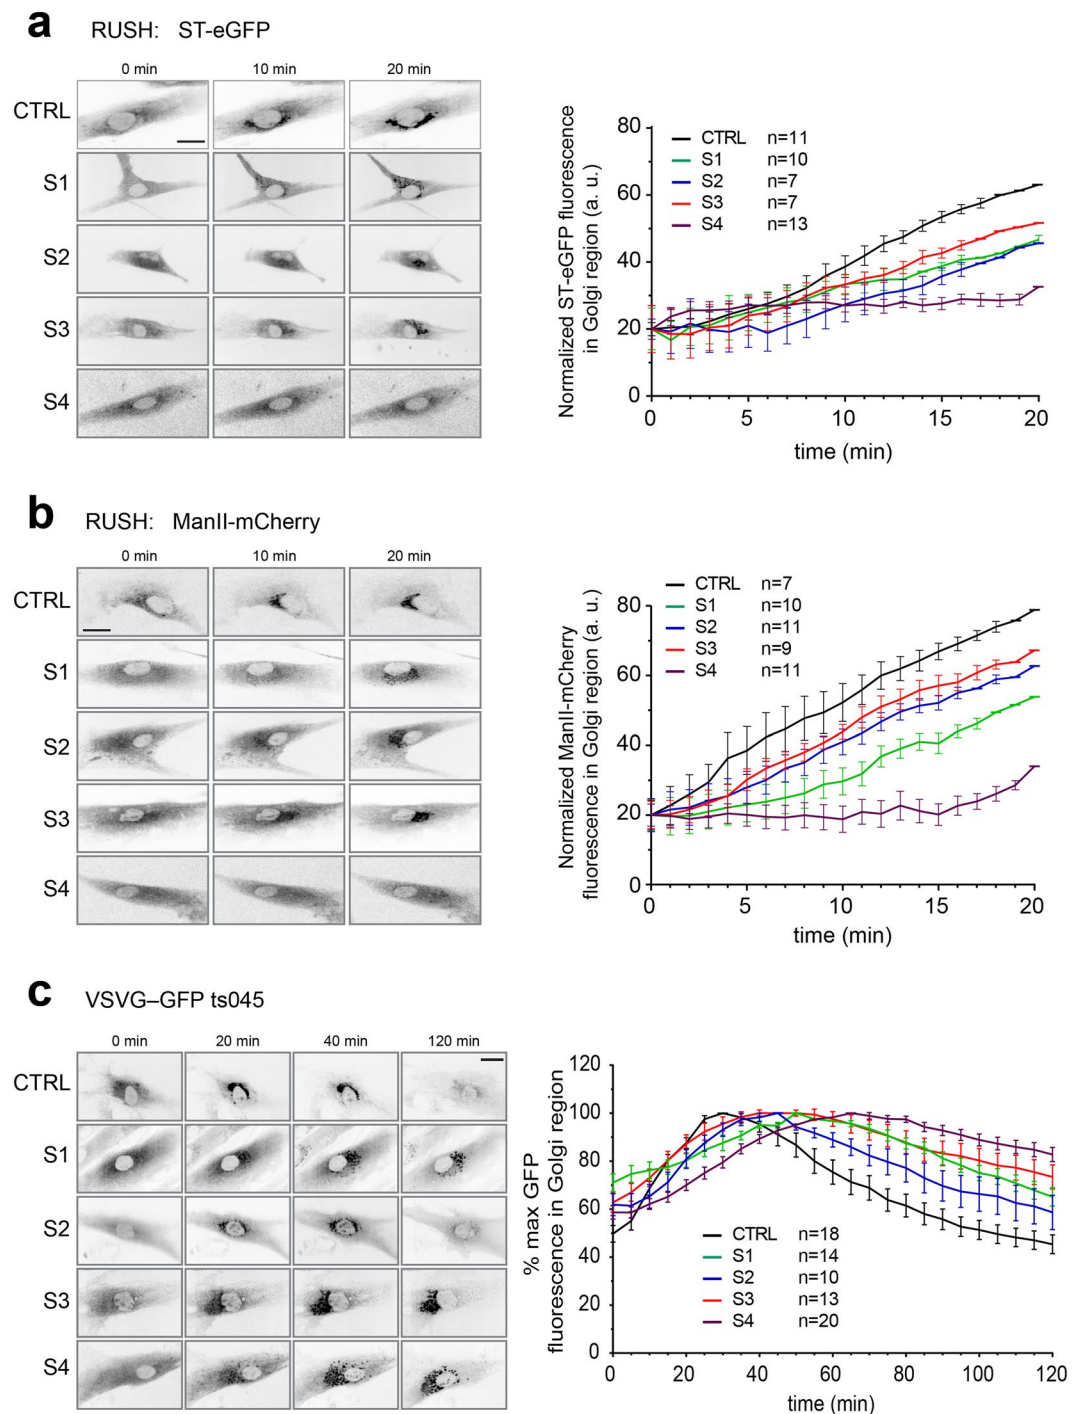 a RUSH: ST-eGFP
0 min 10 min 20 min
CTRL
S1
S2
S3
S4
Normalized ST-eGFP fluorescence
in Golgi region (a. u.)
80
60
40
20
0
CTRL n=11
S1 n=10
S2 n=7
S3 n=7
S4 n=13
0 5 10 15 20
time (min)
b RUSH: ManII-mCherry
0 min 10 min 20 min
CTRL
S1
S2
S3
S4
Normalized ManII-mCherry
fluorescence in Golgi region (a. u.)
80
60
40
20
0
CTRL n=7
S1 n=10
S2 n=11
S3 n=9
S4 n=11
0 5 10 15 20
time (min)
c VSVG–GFP ts045
0 min 20 min 40 min 120 min
CTRL
S1
S2
S3
S4
% max GFP
fluorescence in Golgi region
120
100
80
60
40
20
0
CTRL n=18
S1 n=14
S2 n=10
S3 n=13
S4 n=20
0 20 40 60 80 100 120
time (min)